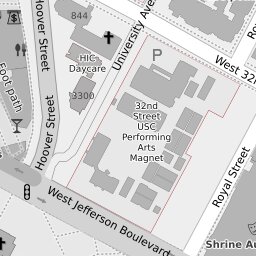 Hoover Street
844
University Ave
HIC
Daycare
P
West 32n
Foot path
3300
32nd
Street
USC
Performing
Arts
Magnet
Hoover Street
Royal Street
West Jefferson Boulevard
Shrine Au